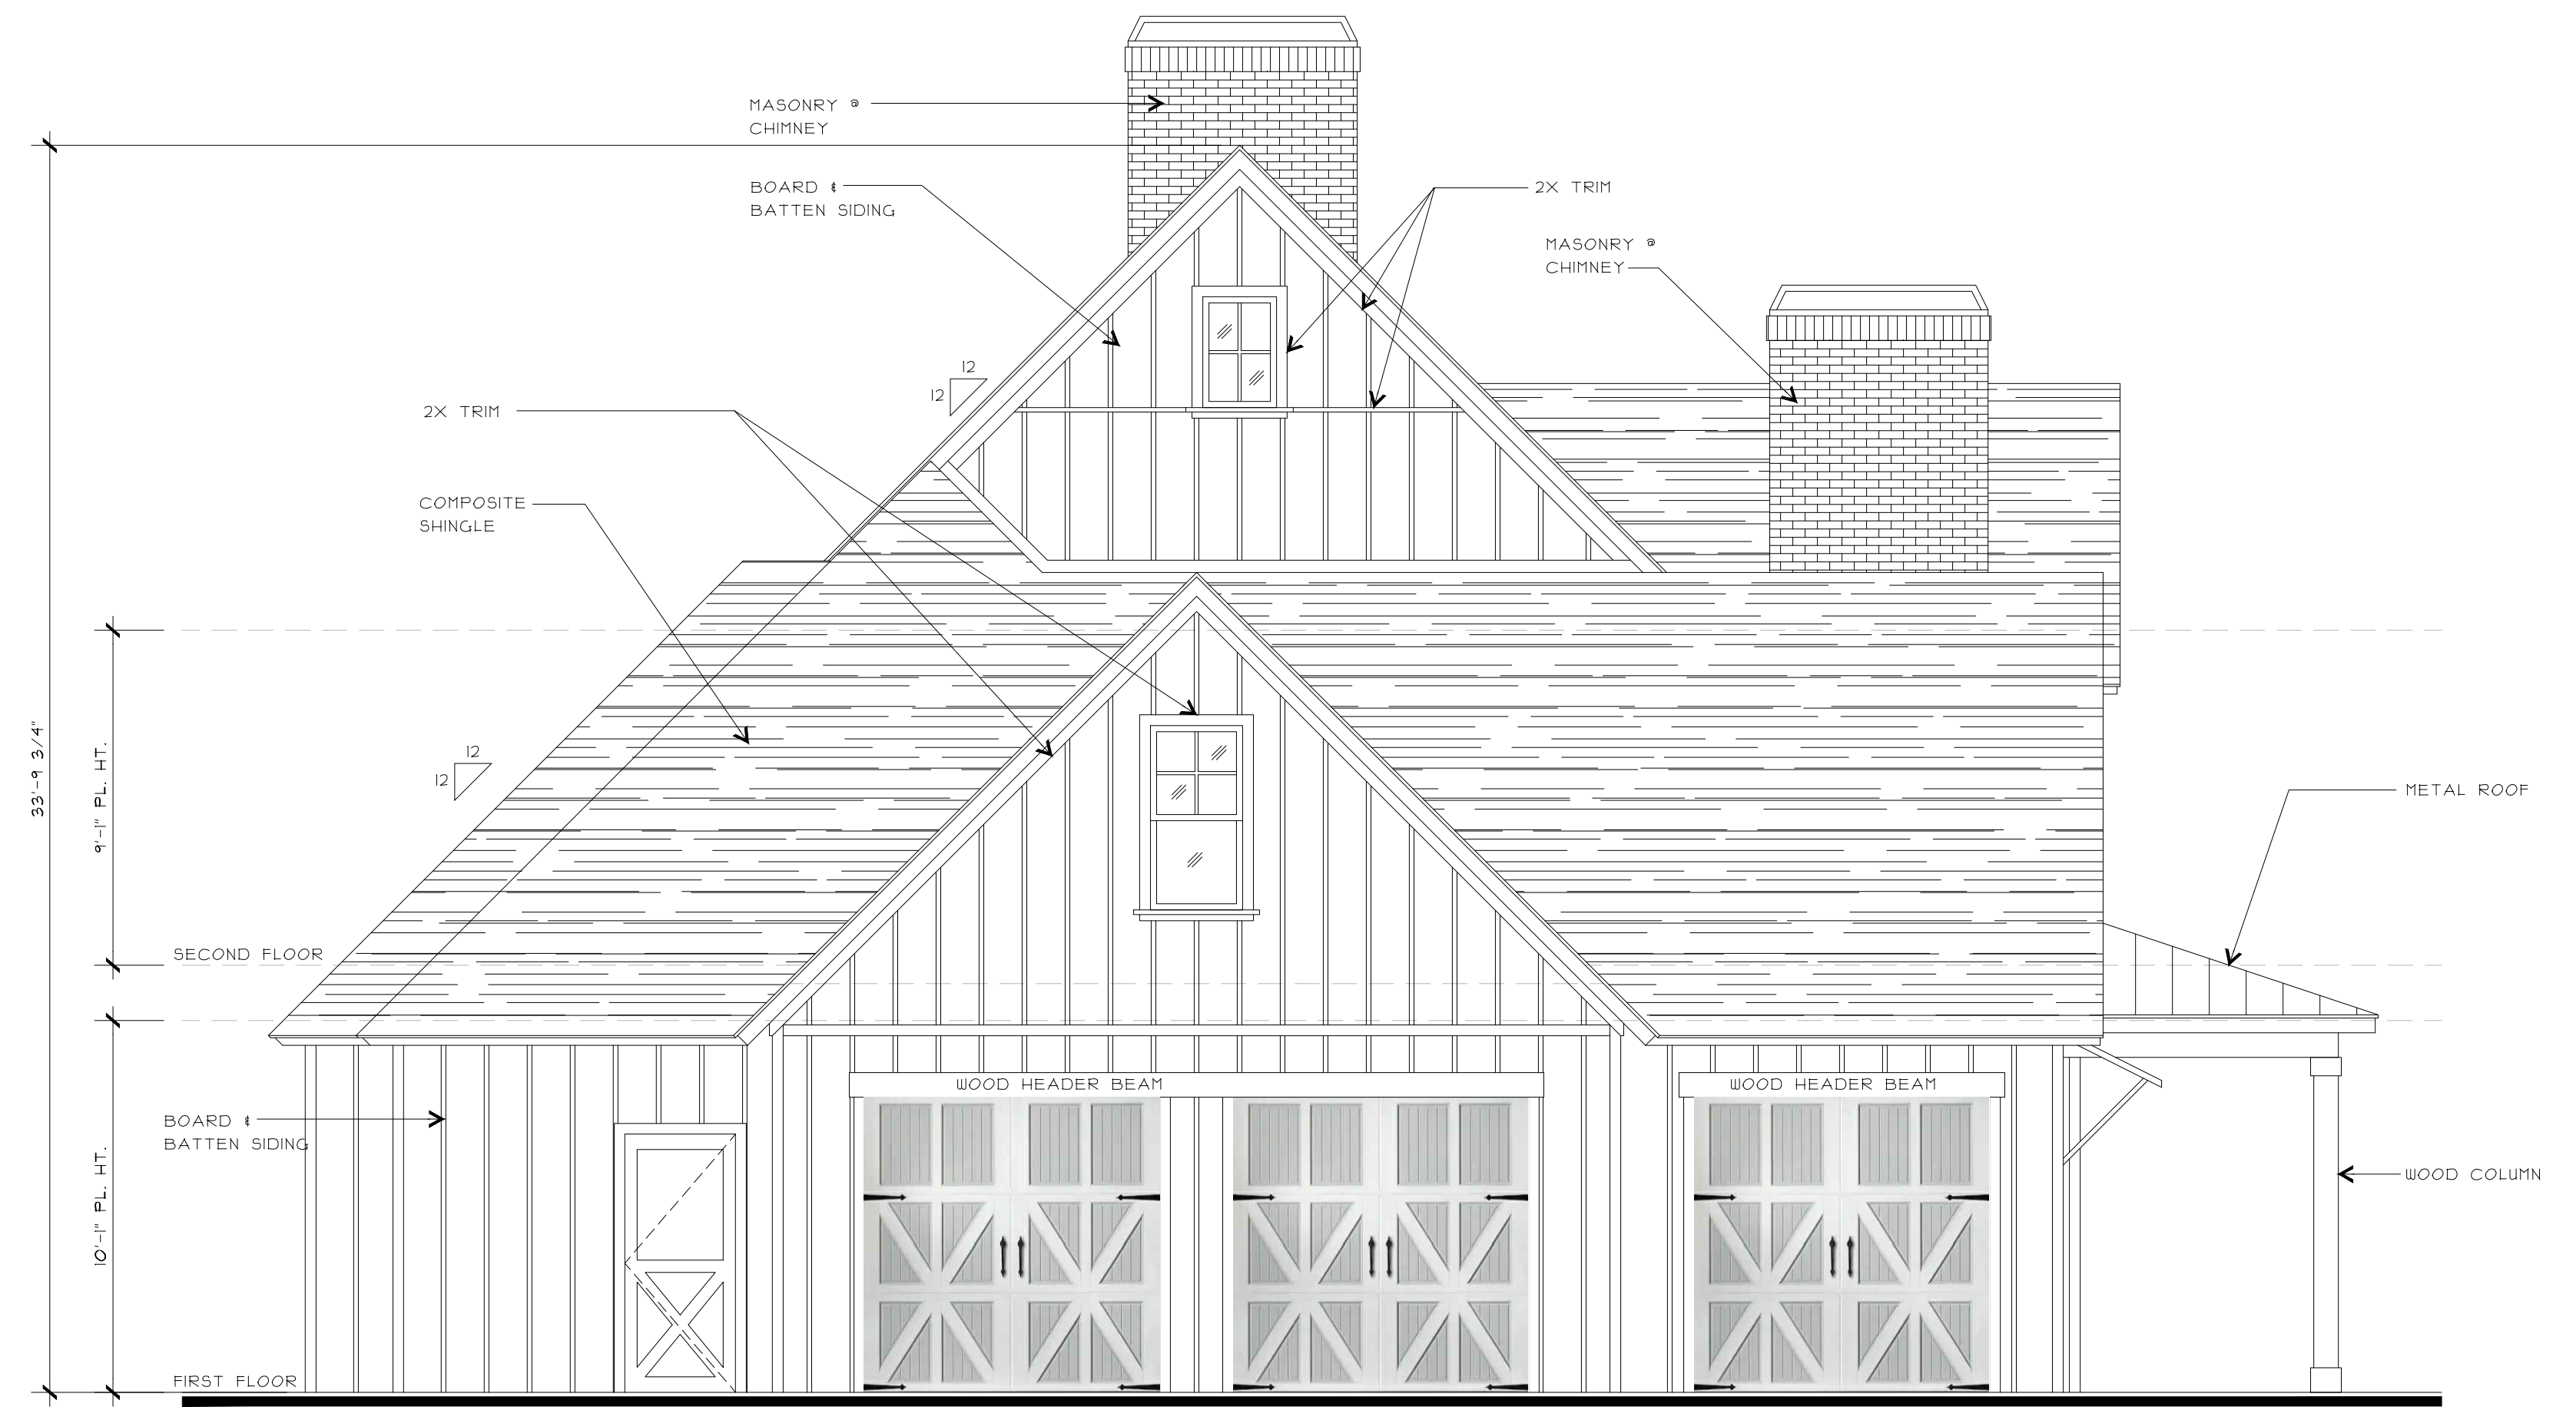 MASONRY @
CHIMNEY
BOARD &
BATTEN SIDING
2X TRIM
MASONRY @
CHIMNEY
12
12
2X TRIM
COMPOSITE
SHINGLE
33'-9 3/4"
9'-1" PL. HT.
12
12
METAL ROOF
SECOND FLOOR
WOOD HEADER BEAM
WOOD HEADER BEAM
BOARD &
BATTEN SIDING
10'-1" PL. HT.
WOOD COLUMN
FIRST FLOOR